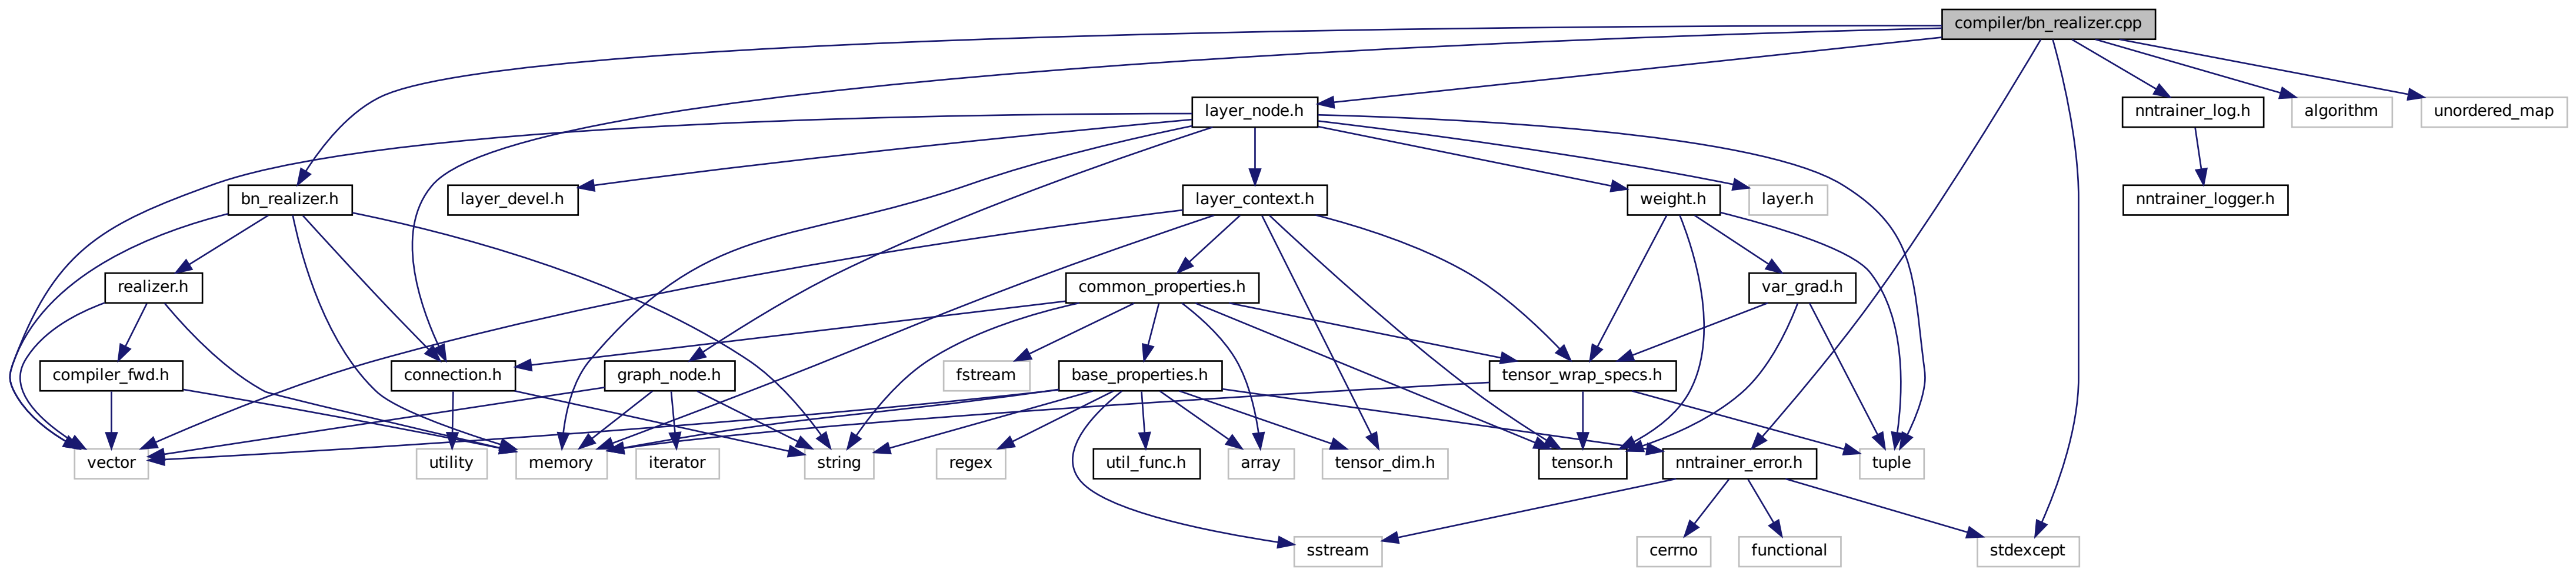 compiler/bn_realizer.cpp
layer_node.h
nntrainer_log.h
algorithm
unordered_map
bn_realizer.h
layer_devel.h
layer_context.h
weight.h
layer.h
nntrainer_logger.h
realizer.h
common_properties.h
var_grad.h
compiler_fwd.h
connection.h
graph_node.h
fstream
base_properties.h
tensor_wrap_specs.h
vector
utility
memory
iterator
string
regex
util_func.h
array
tensor_dim.h
tensor.h
nntrainer_error.h
tuple
sstream
cerrno
functional
stdexcept